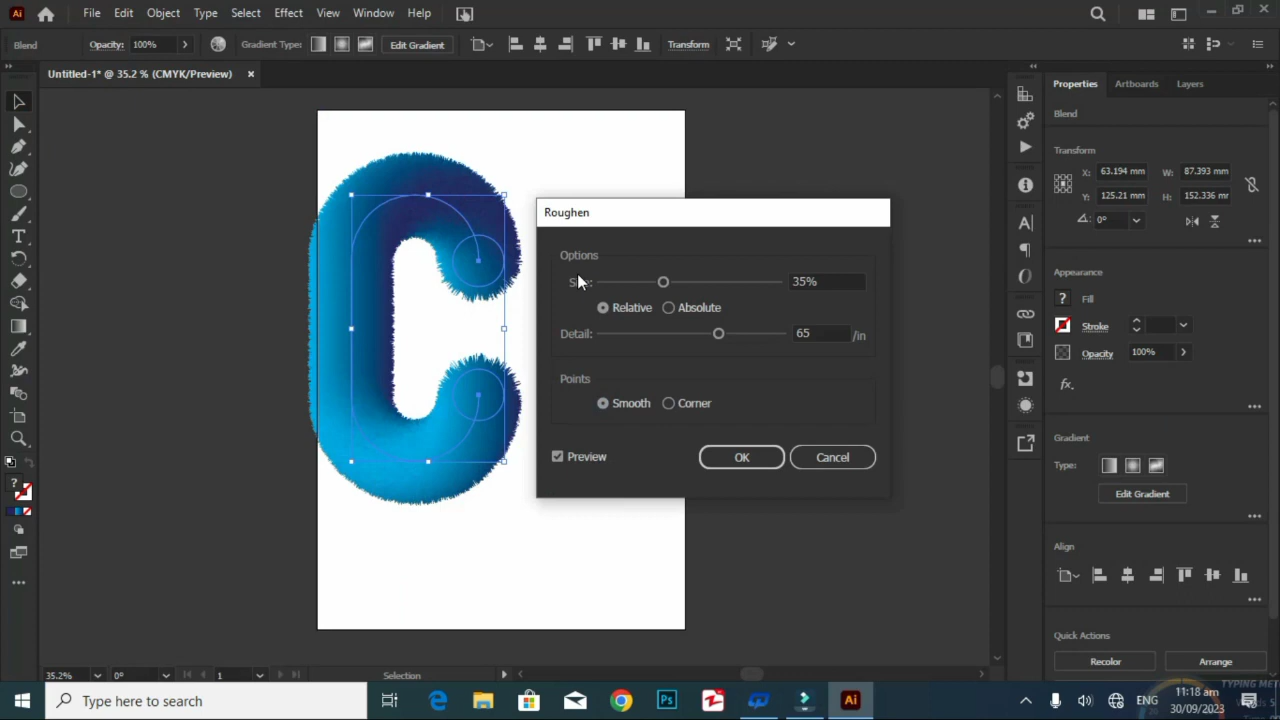 Ai File Edit Object Type Select Effect View Window Help
Blend Opacity: 100% Gradient Type: Edit Gradient Transform
Untitled-1* @ 35.2 % (CMYK/Preview) ×
Properties Artboards Layers
Blend
Transform
X: 63.194 mm W: 87.393 mm
Y: 125.21 mm H: 152.336 mm
0°
Appearance
? Fill
Stroke
Opacity 100%
fx.
Gradient
Type:
Edit Gradient
Align
Quick Actions
Recolor Arrange
Roughen
Options
35%
Relative Absolute
Detail: 65 /in
Points
Smooth Corner
Preview OK Cancel
35.2% 0° 1 Selection
Type here to search
Ps Ai
ENG
11:18 am
30/09/2023